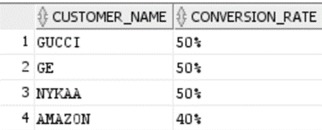 CUSTOMER_NAME CONVERSION_RATE
1 GUCCI 50%
2 GE 50%
3 NYKAA 50%
4 AMAZON 40%